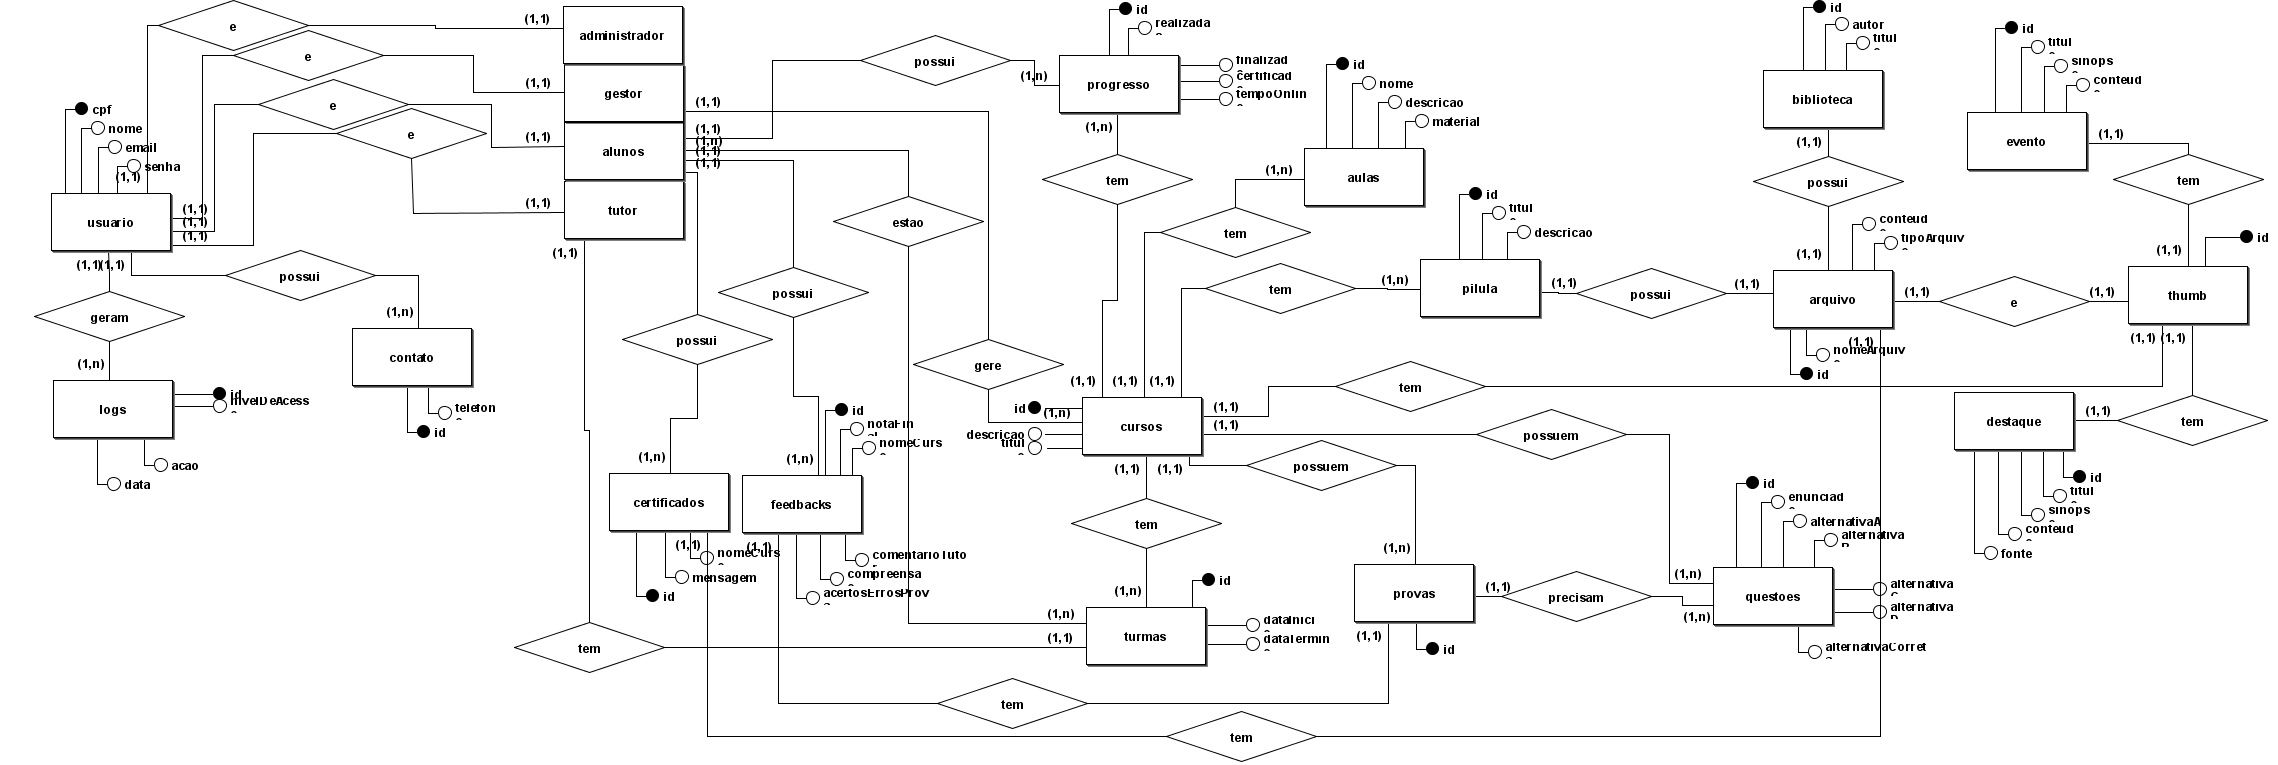 e
(1,1)
administrador
e
(1,1)
gestor
e
(1,1)
alunos
e
(1,1)
tutor
cpf
nome
email
senha
(1,1)
usuario
(1,1)
(1,1)
(1,1)
(1,1)
(1,1)
possui
(1,n)
contato
telefon
id
geram
(1,n)
logs
id
nivelDeAcess
acao
data
(1,1)
(1,1)
(1,n)
(1,1)
(1,1)
(1,1)
possui
(1,n)
id
realizada
progresso
finalizad
certificad
tempoOnlin
(1,n)
tem
id
nome
descricao
material
aulas
(1,n)
tem
estao
possui
possui
gere
tem
(1,n)
id
titul
descricao
pilula
(1,1)
possui
(1,1)
id
autor
titul
biblioteca
(1,1)
possui
(1,1)
conteud
tipoArquiv
arquivo
(1,1)
nomeArquiv
id
(1,1)
e
(1,1)
id
titul
sinops
conteud
evento
(1,1)
tem
(1,1)
id
thumb
(1,1)
(1,1)
tem
(1,1)
destaque
id
titul
sinops
conteud
fonte
(1,1)
(1,1)
(1,1)
id
(1,n)
descricao
titul
cursos
(1,1)
(1,1)
(1,1)
(1,1)
tem
possuem
possuem
tem
(1,n)
certificados
(1,1)
nomeCurs
mensagem
id
(1,n)
id
notaFin
nomeCurs
feedbacks
(1,1)
comentarioTuto
compreensa
acertosErrosProv
(1,n)
id
(1,n)
(1,1)
turmas
dataInici
dataTermin
tem
(1,n)
provas
(1,1)
id
(1,1)
precisam
(1,n)
(1,n)
id
enunciad
alternativaA
alternativa
questoes
alternativa
alternativa
alternativaCorret
tem
tem